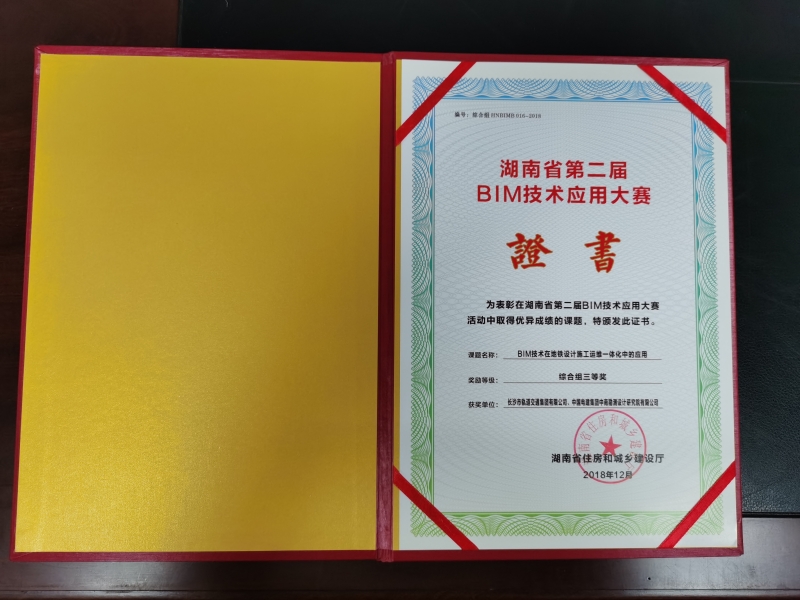 编号：综合组 HNBIMB 016-2018
湖南省第二届
BIM技术应用大赛
證書
为表彰在湖南省第二届BIM技术应用大赛
活动中取得优异成绩的课题，特颁发此证书。
课题名称： BIM技术在地铁设计施工运维一体化中的应用
奖励等级： 综合组三等奖
获奖单位： 长沙市轨道交通集团有限公司、中国电建集团中南勘测设计研究院有限公司
湖南省住房和城乡建设厅
2018年12月